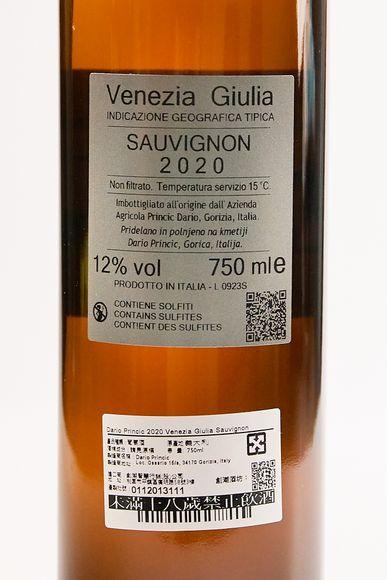 Venezia Giulia
INDICAZIONE GEOGRAFICA TIPICA
SAUVIGNON
2020
Non filtrato. Temperatura servizio 15°C
Imbottigliato all'origine dall'Azienda
Agricola Princic Dario, Gorizia, Italia.
Pridelano in polnjeno na kmetiji
Dario Princic, Gorica, Italija.
12% vol 750 ml e
PRODOTTO IN ITALIA - L 0923S
CONTIENE SOLFITI
CONTAINS SULFITES
CONTIENT DES SULFITES
Dario Princic 2020 Venezia Giulia Sauvignon
義大利
750ml
Dario Princic
Loc. Oslavia 34170 Gorizia, Italy
0112013111
未滿十八歲禁止飲酒